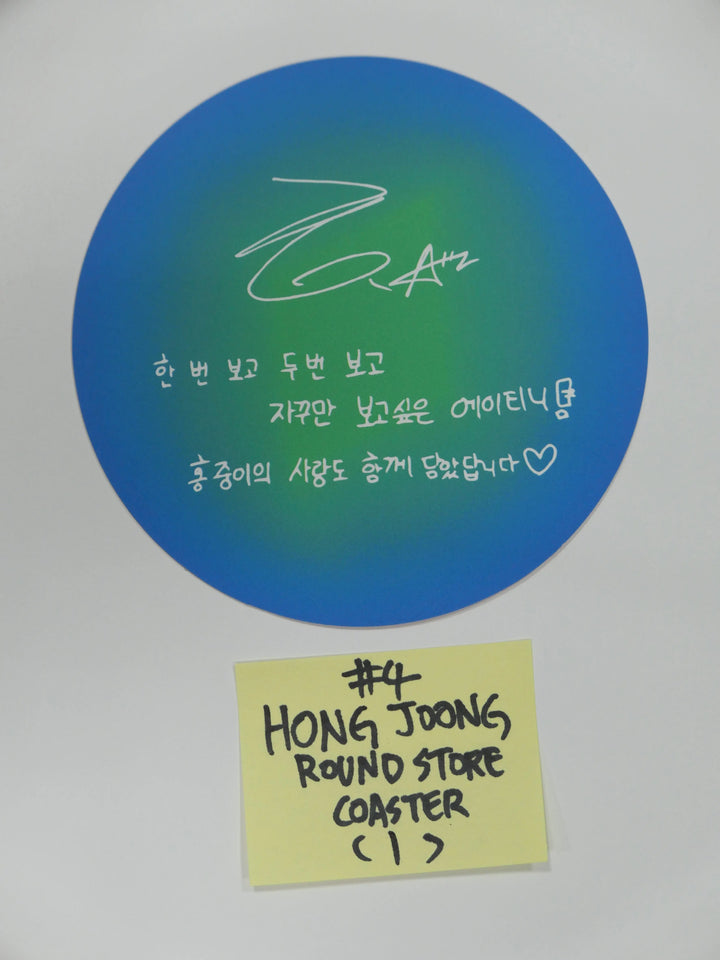 A"z
한 번 보고 두번 보고
자꾸만 보고싶은 에이티니
홍중이의 사랑도 함께 담았답니다♡
#4
HONG JOONG
ROUND STORE
COASTER
(1)